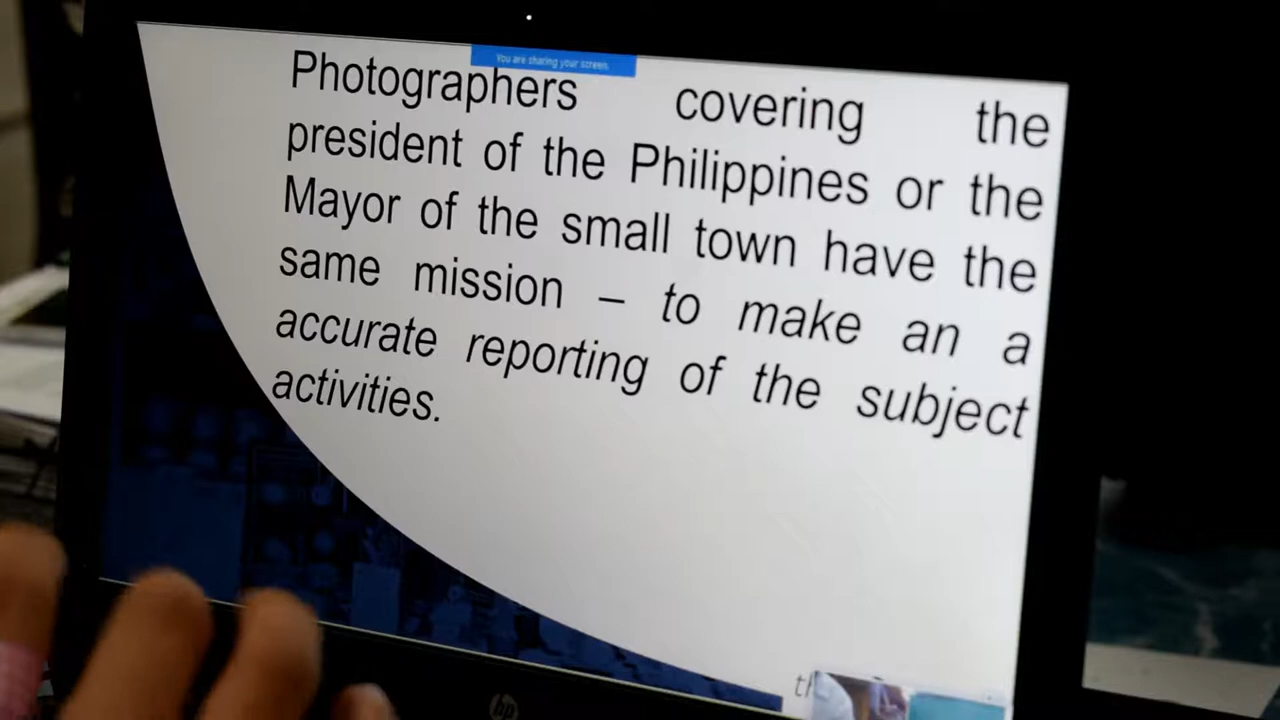 You are sharing your screen.
Photographers covering the
president of the Philippines or the
Mayor of the small town have the
same mission – to make an a
accurate reporting of the subject
activities.
hp